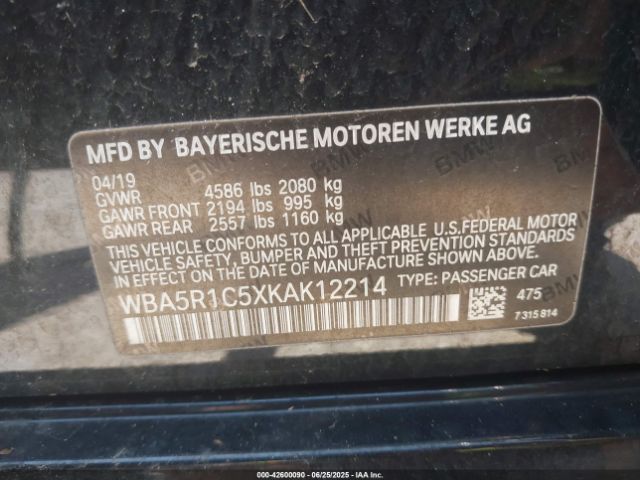 MFD BY BAYERISCHE MOTOREN WERKE AG
04/19
GVWR 4586 lbs 2080 kg
GAWR FRONT 2194 lbs 995 kg
GAWR REAR 2557 lbs 1160 kg
THIS VEHICLE CONFORMS TO ALL APPLICABLE U.S.FEDERAL MOTOR
VEHICLE SAFETY, BUMPER AND THEFT PREVENTION STANDARDS
IN EFFECT ON THE DATE OF MANUFACTURE SHOWN ABOVE.
WBA5R1C5XKAK12214 TYPE: PASSENGER CAR
475
7315814
000-42600090 - 06/25/2025 - IAA Inc.